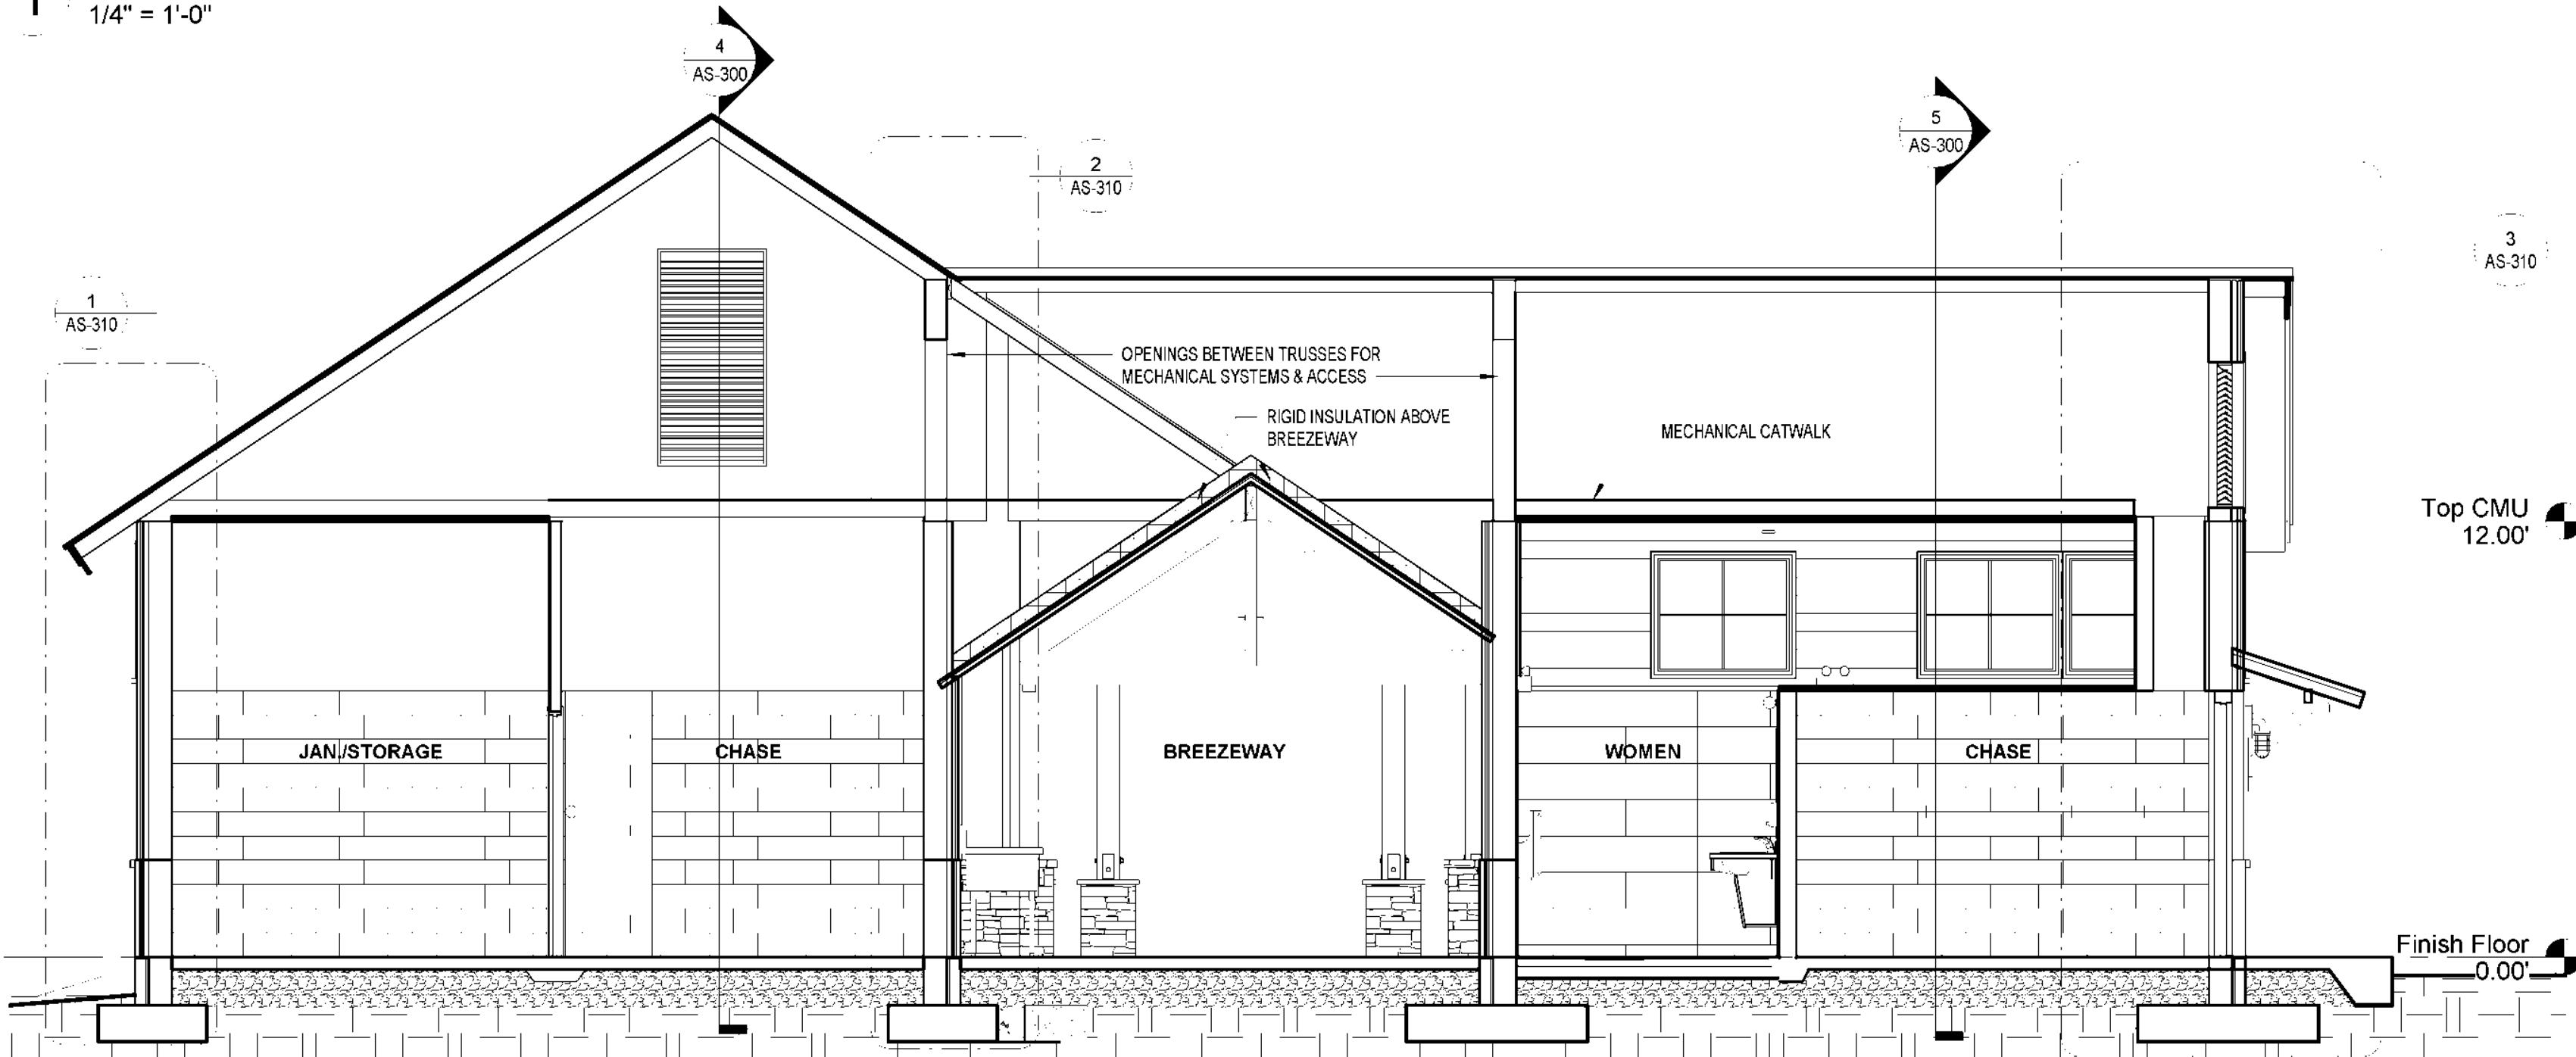 1/4" = 1'-0"
4
AS-300
5
AS-300
2
AS-310
3
AS-310
1
AS-310
OPENINGS BETWEEN TRUSSES FOR
MECHANICAL SYSTEMS & ACCESS
RIGID INSULATION ABOVE
BREEZEWAY
MECHANICAL CATWALK
Top CMU
12.00'
JAN./STORAGE
CHASE
BREEZEWAY
WOMEN
CHASE
Finish Floor
0.00'